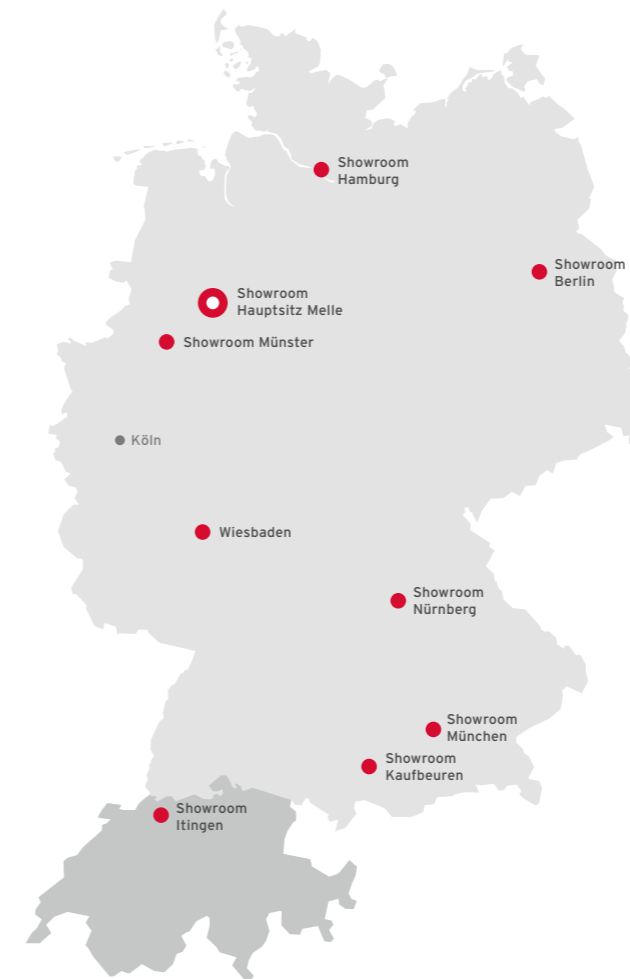 Showroom
Hamburg
Showroom
Berlin
Showroom
Hauptsitz Melle
Showroom Münster
Köln
Wiesbaden
Showroom
Nürnberg
Showroom
München
Showroom
Kaufbeuren
Showroom
Itingen